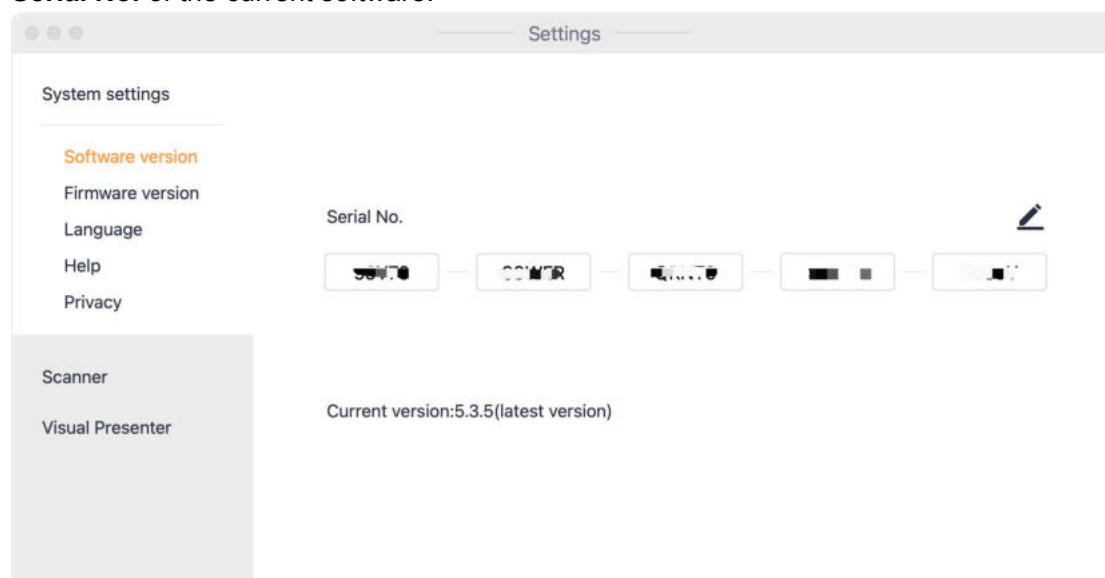 Serial No. of the current software.
Settings
System settings
Software version
Firmware version
Language
Help
Privacy
Scanner
Visual Presenter
Serial No.
Current version:5.3.5(latest version)